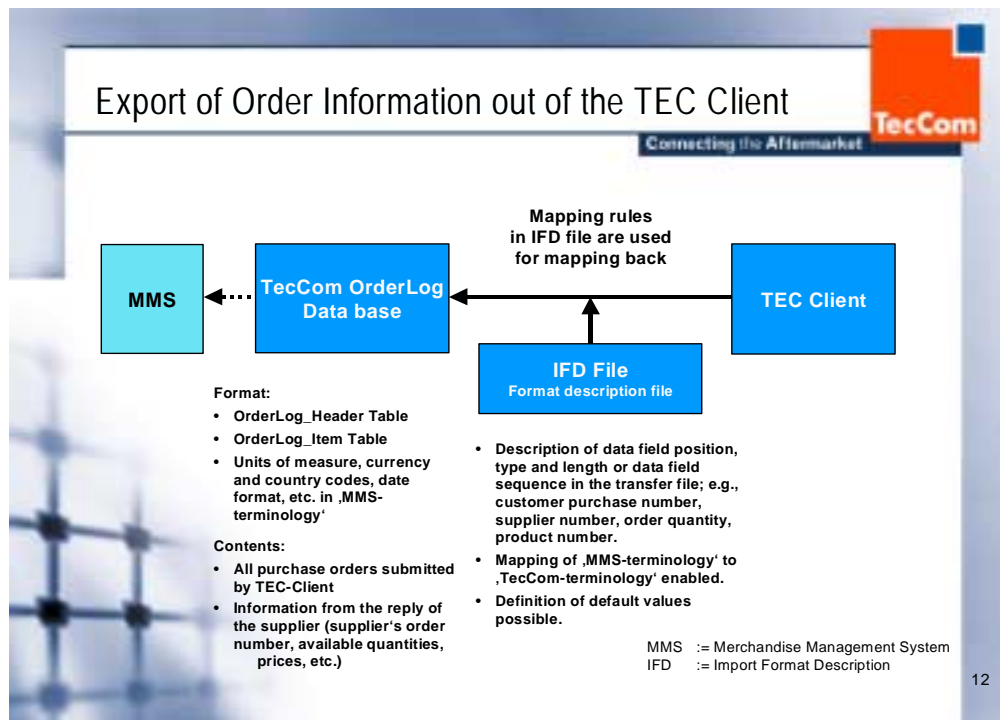 Export of Order Information out of the TEC Client
TecCom
Connecting the Aftermarket
Mapping rules
in IFD file are used
for mapping back
MMS
TecCom OrderLog
Data base
TEC Client
IFD File
Format description file
Format:
• OrderLog_Header Table
• OrderLog_Item Table
• Units of measure, currency
and country codes, date
format, etc. in ‚MMS-
terminology‘
Contents:
• All purchase orders submitted
by TEC-Client
• Information from the reply of
the supplier (supplier‘s order
number, available quantities,
prices, etc.)
• Description of data field position,
type and length or data field
sequence in the transfer file; e.g.,
customer purchase number,
supplier number, order quantity,
product number.
• Mapping of ‚MMS-terminology‘ to
‚TecCom-terminology‘ enabled.
• Definition of default values
possible.
MMS := Merchandise Management System
IFD := Import Format Description
12